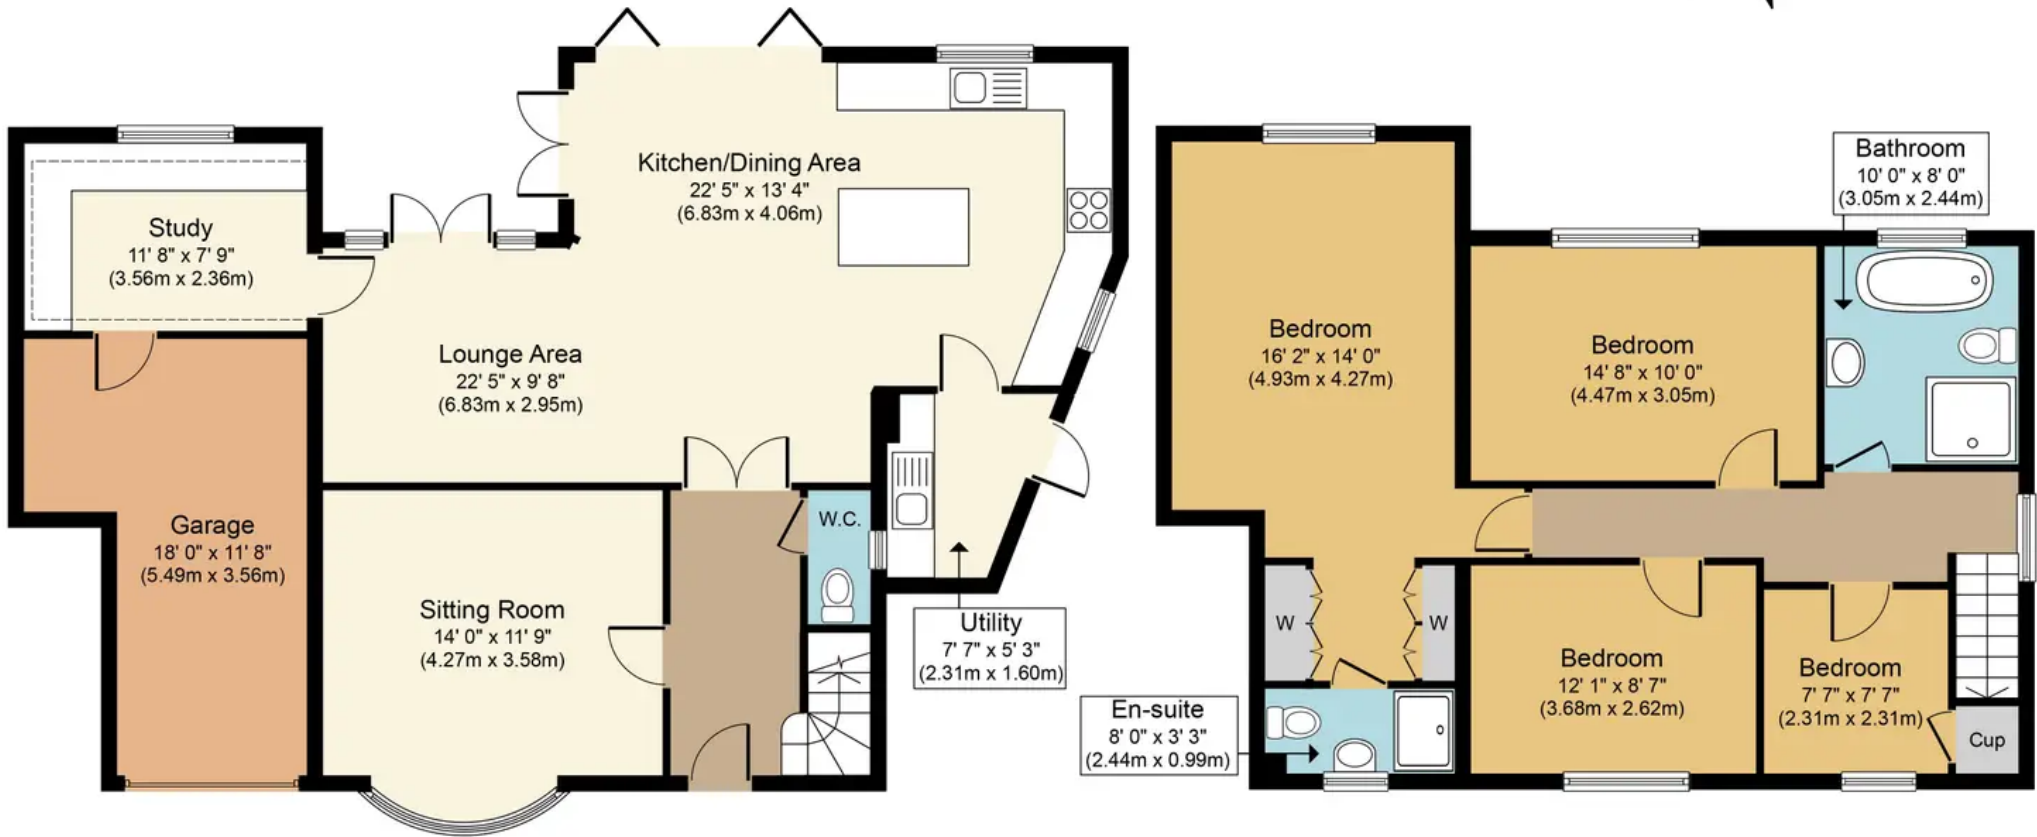 Kitchen/Dining Area
22' 5" x 13' 4"
(6.83m x 4.06m)
Study
11' 8" x 7' 9"
(3.56m x 2.36m)
Lounge Area
22' 5" x 9' 8"
(6.83m x 2.95m)
Garage
18' 0" x 11' 8"
(5.49m x 3.56m)
Sitting Room
14' 0" x 11' 9"
(4.27m x 3.58m)
W.C.
Utility
7' 7" x 5' 3"
(2.31m x 1.60m)
Bathroom
10' 0" x 8' 0"
(3.05m x 2.44m)
Bedroom
16' 2" x 14' 0"
(4.93m x 4.27m)
Bedroom
14' 8" x 10' 0"
(4.47m x 3.05m)
W
W
Bedroom
12' 1" x 8' 7"
(3.68m x 2.62m)
Bedroom
7' 7" x 7' 7"
(2.31m x 2.31m)
En-suite
8' 0" x 3' 3"
(2.44m x 0.99m)
Cup